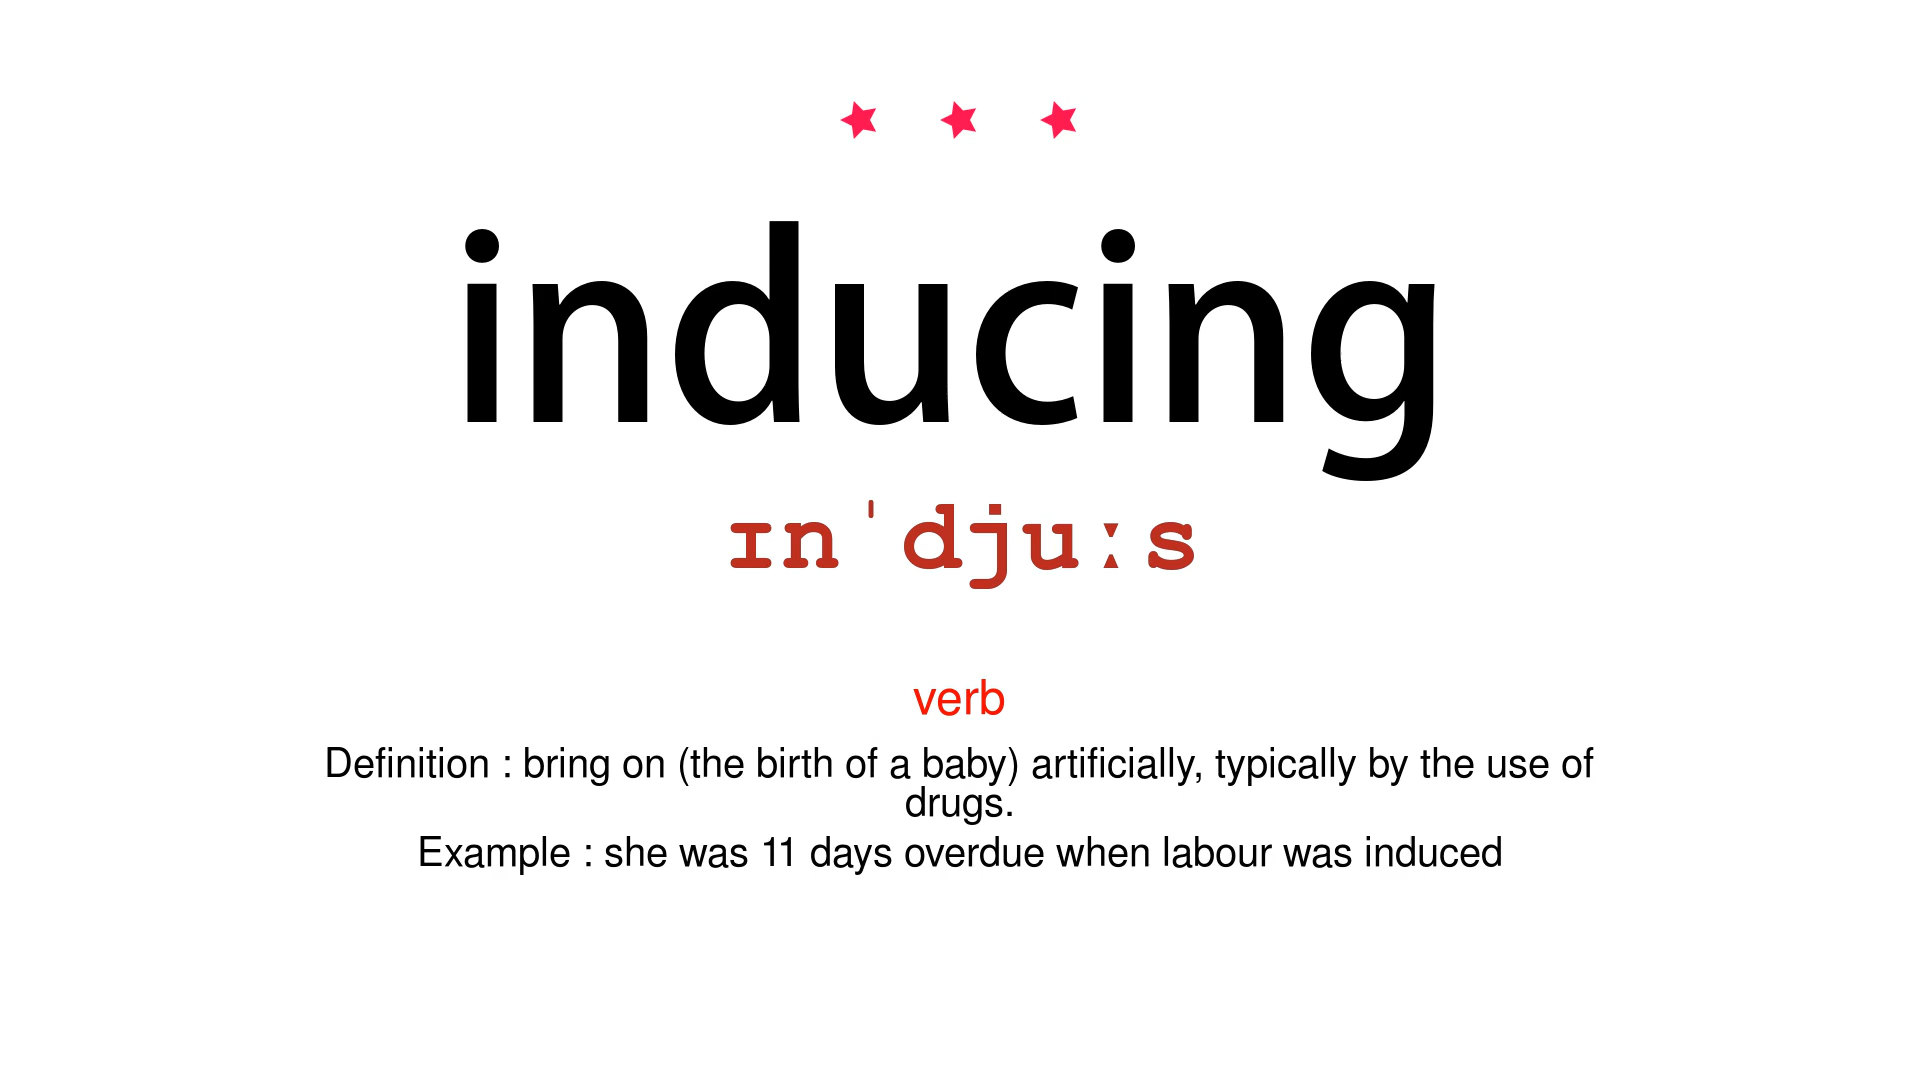 inducing
ɪnˈdjuːs
verb
Definition : bring on (the birth of a baby) artificially, typically by the use of
drugs.
Example : she was 11 days overdue when labour was induced